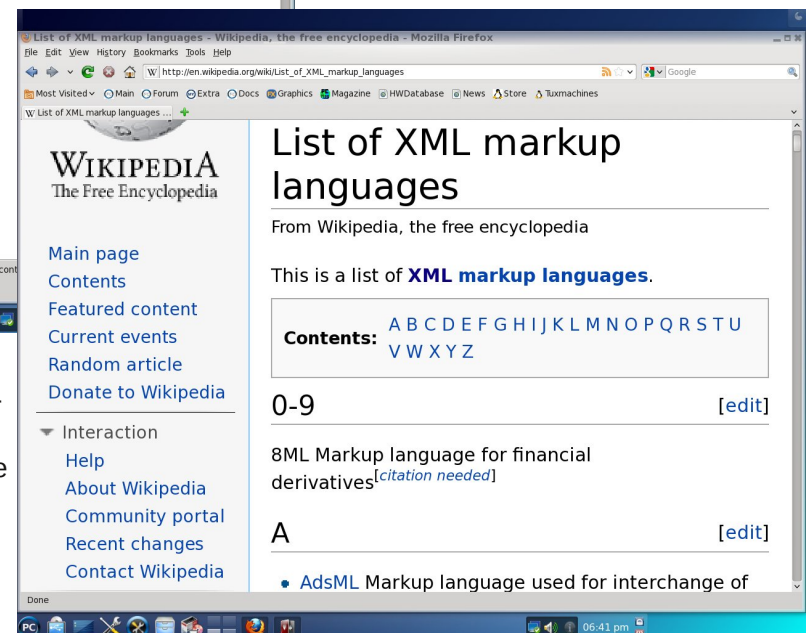 List of XML markup languages - Wikipedia, the free encyclopedia - Mozilla Firefox
File Edit View History Bookmarks Tools Help
W http://en.wikipedia.org/wiki/List_of_XML_markup_languages
Google
Most Visited Main Forum Extra Docs Graphics Magazine HWDatabase News Store Tuxmachines
W List of XML markup languages ...
WIKIPEDIA
The Free Encyclopedia
Main page
Contents
Featured content
Current events
Random article
Donate to Wikipedia
Interaction
Help
About Wikipedia
Community portal
Recent changes
Contact Wikipedia
List of XML markup
languages
From Wikipedia, the free encyclopedia
This is a list of XML markup languages.
Contents: A B C D E F G H I J K L M N O P Q R S T U
V W X Y Z
0-9 [edit]
8ML Markup language for financial
derivatives[citation needed]
A [edit]
• AdsML Markup language used for interchange of
Done
PC
06:41 pm
cont
e